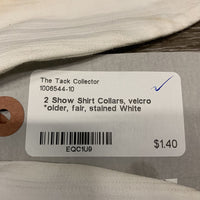 The Tack Collector
1006544-10
2 Show Shirt Collars, velcro
*older, fair, stained White
EQC1U9
$1.40